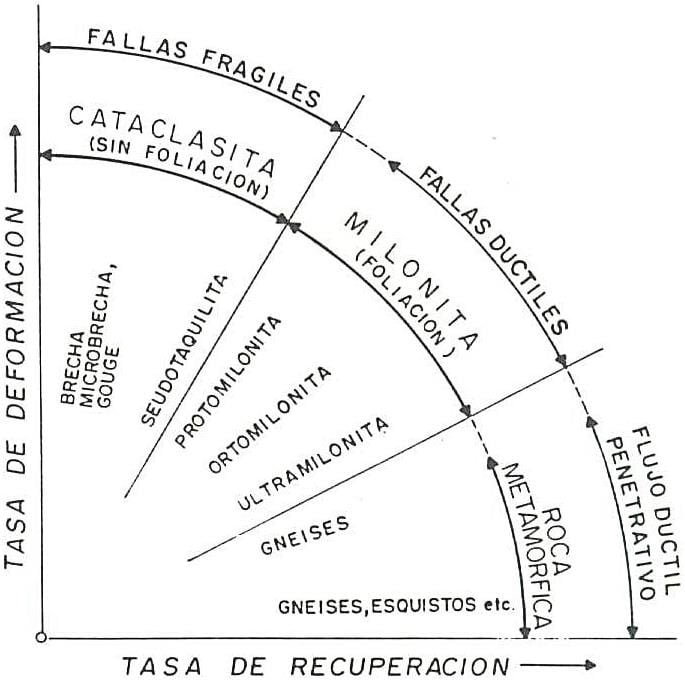 FALLAS FRAGILES
CATACLASITA
(SIN FOLIACION)
FALLAS DUCTILES
MILONITA
(FOLIACION)
BRECHA
MICROBRECHA,
GOUGE
SEUDOTAQUILITA
PROTOMILONITA
ORTOMILONITA
ULTRAMILONITA
GNEISES
GNEISES, ESQUISTOS etc.
ROCA
METAMORFICA
FLUJO DUCTIL
PENETRATIVO
TASA DE DEFORMACION
TASA DE RECUPERACION